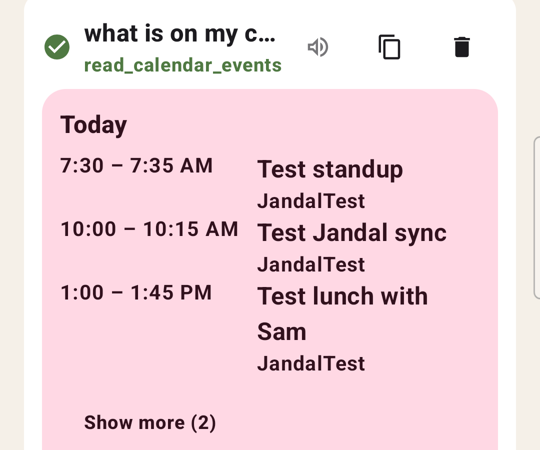 what is on my c...
read_calendar_events
Today
7:30 – 7:35 AM
Test standup
JandalTest
10:00 – 10:15 AM
Test Jandal sync
JandalTest
1:00 – 1:45 PM
Test lunch with
Sam
JandalTest
Show more (2)